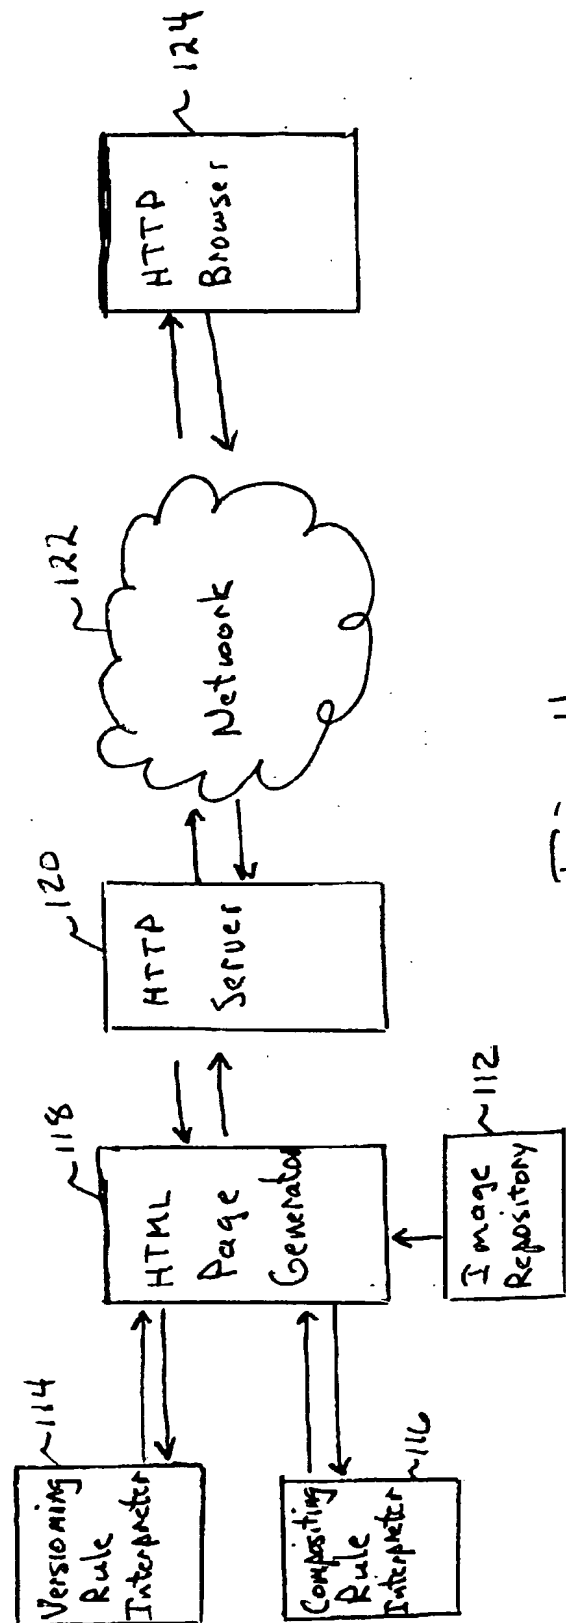 Versioning
Rule
Interpreter
114
Compositing
Rule
Interpreter
116
HTML
Page
Generator
118
Image
Repository
112
HTTP
Server
120
Network
122
HTTP
Browser
124